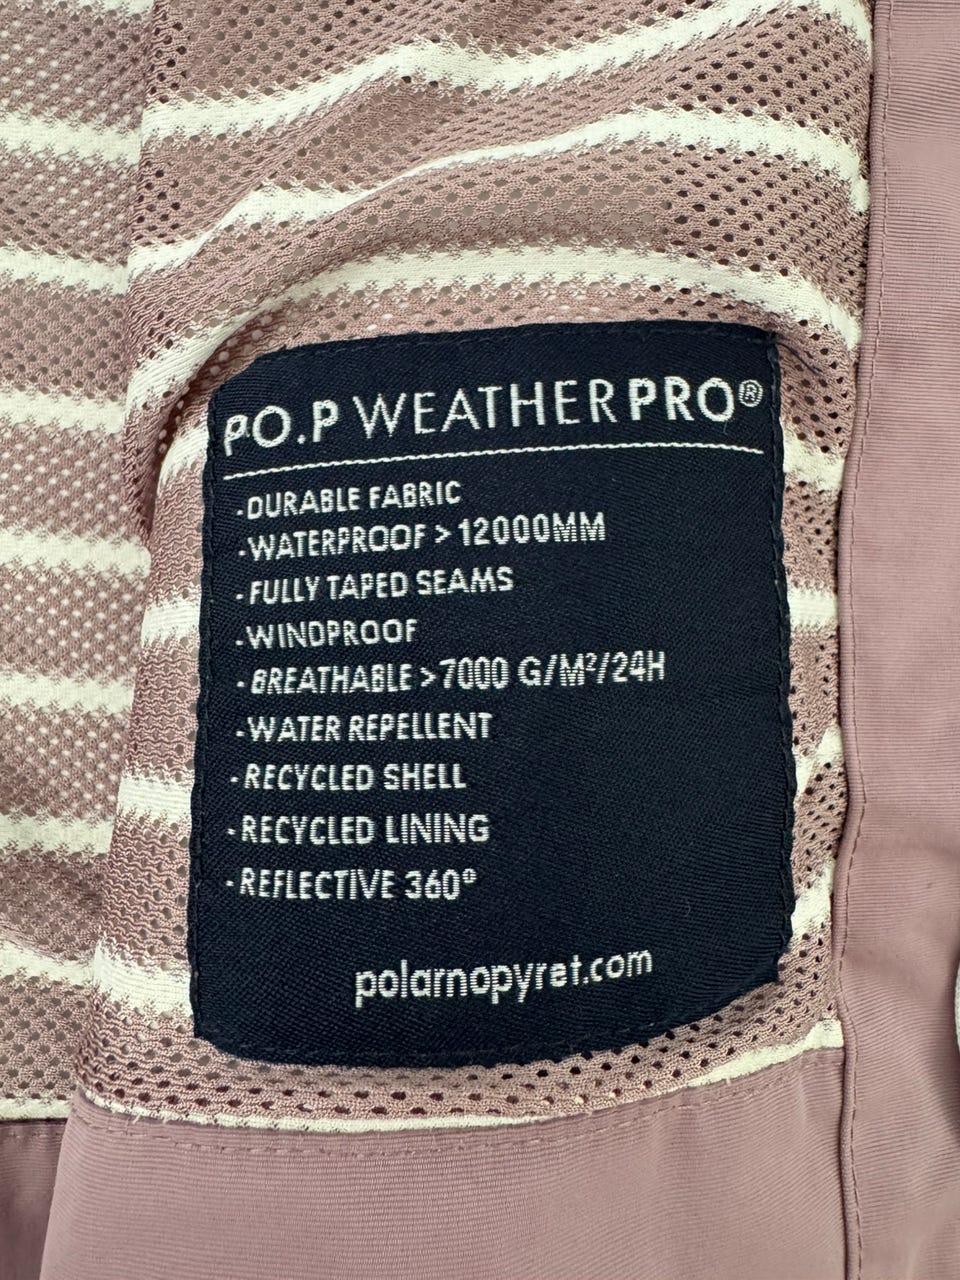 PO.P WEATHERPRO®
-DURABLE FABRIC
-WATERPROOF >12000MM
-FULLY TAPED SEAMS
-WINDPROOF
-BREATHABLE >7000 G/M²/24H
-WATER REPELLENT
-RECYCLED SHELL
-RECYCLED LINING
-REFLECTIVE 360°
polarnopyret.com